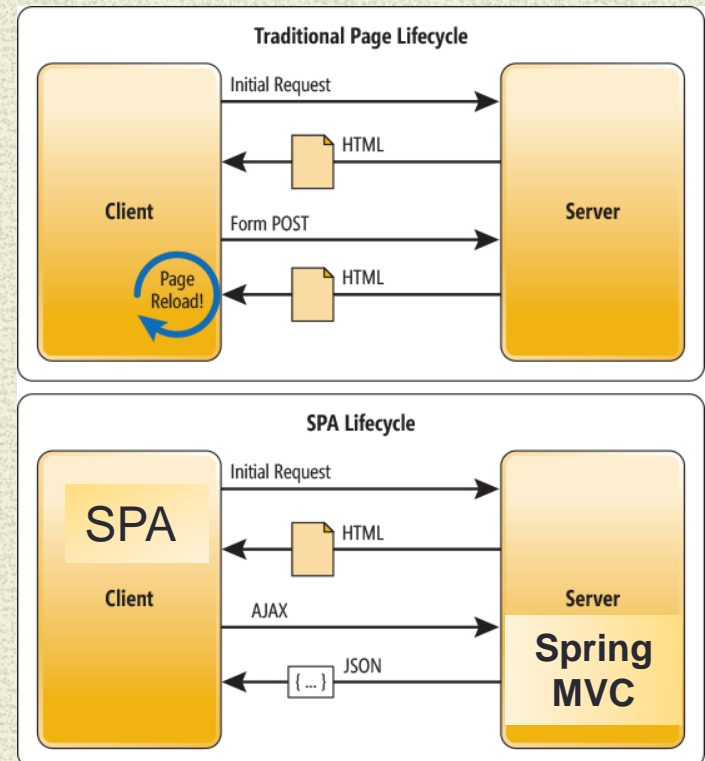 Traditional Page Lifecycle
Initial Request
HTML
Client
Server
Form POST
HTML
Page
Reload!
SPA Lifecycle
Initial Request
SPA
HTML
Client
Server
AJAX
Spring
MVC
JSON
{ ... }